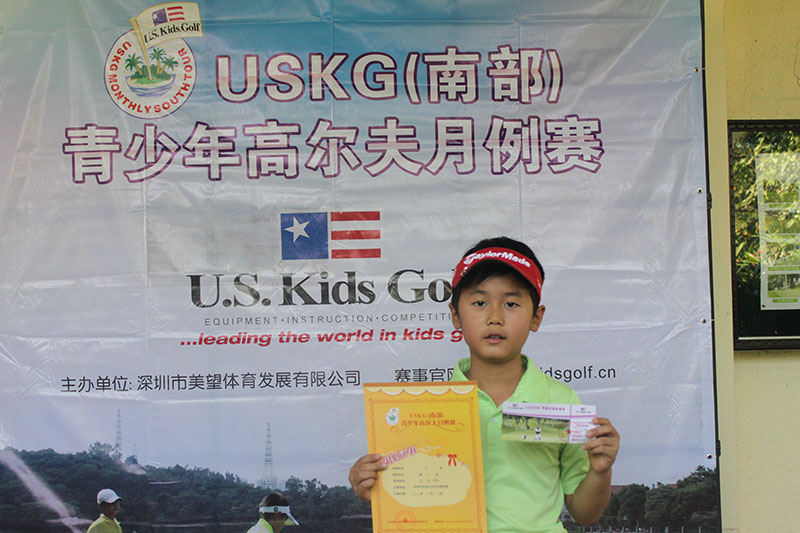 U.S. Kids Golf
USKG MONTHLY SOUTH TOUR
USKG(南部)
青少年高尔夫月例赛
U.S. Kids Go
EQUIPMENT·INSTRUCTION·COMPETIT
...leading the world in kids g
主办单位: 深圳市美望体育发展有限公司 赛事官 kidsgolf.cn
TaylorMade
USKG(南部)
青少年高尔夫月例赛